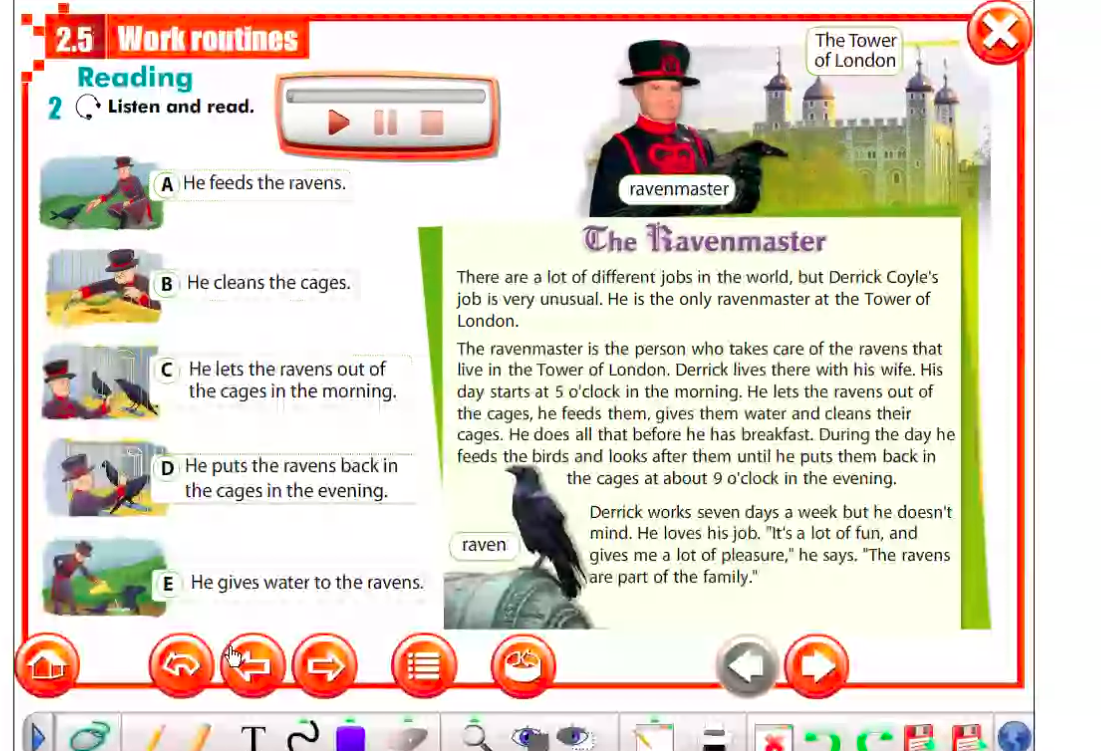 2.5 Work routines
Reading
2 Listen and read.
The Tower
of London
ravenmaster
A He feeds the ravens.
B He cleans the cages.
C He lets the ravens out of
the cages in the morning.
D He puts the ravens back in
the cages in the evening.
E He gives water to the ravens.
The Ravenmaster
There are a lot of different jobs in the world, but Derrick Coyle's
job is very unusual. He is the only ravenmaster at the Tower of
London.
The ravenmaster is the person who takes care of the ravens that
live in the Tower of London. Derrick lives there with his wife. His
day starts at 5 o'clock in the morning. He lets the ravens out of
the cages, he feeds them, gives them water and cleans their
cages. He does all that before he has breakfast. During the day he
feeds the birds and looks after them until he puts them back in
the cages at about 9 o'clock in the evening.
Derrick works seven days a week but he doesn't
mind. He loves his job. "It's a lot of fun, and
gives me a lot of pleasure," he says. "The ravens
are part of the family."
raven
T